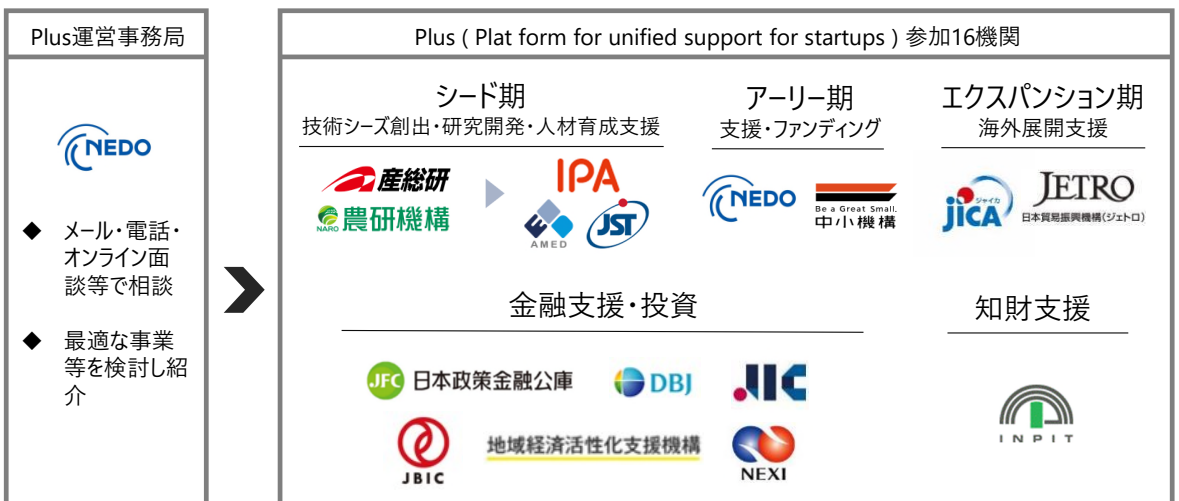 Plus運営事務局
NEDO
◆ メール・電話・
オンライン面
談等で相談
◆ 最適な事業
等を検討し紹
介
Plus ( Plat form for unified support for startups ) 参加16機関
シード期
技術シーズ創出・研究開発・人材育成支援
産総研
NARO 農研機構
IPA
AMED
JST
アーリー期
支援・ファンディング
NEDO
Be a Great Small.
中小機構
エクスパンション期
海外展開支援
ジャイカ
jICA
JETRO
日本貿易振興機構(ジェトロ)
金融支援・投資
JFC 日本政策金融公庫
DBJ
JIC
JBIC
地域経済活性化支援機構
NEXI
知財支援
INPIT